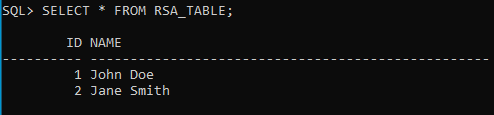 SQL> SELECT * FROM RSA_TABLE;
ID NAME
---------- --------------------------------------------------
1 John Doe
2 Jane Smith